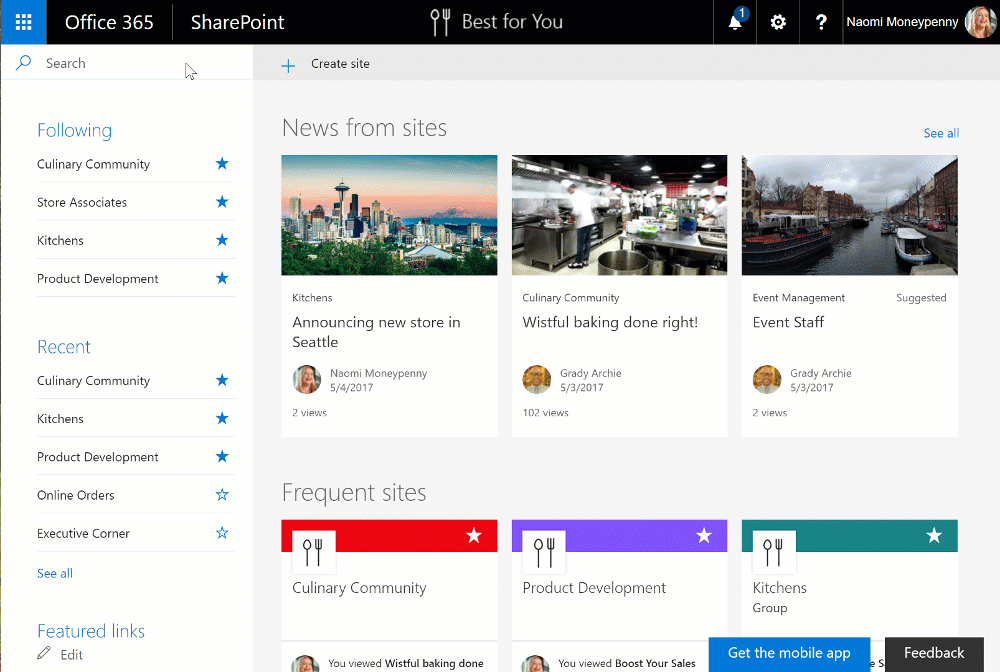 Office 365
SharePoint
Best for You
1
?
Naomi Moneypenny
Search
Create site
Following
Culinary Community
Store Associates
Kitchens
Product Development
Recent
Culinary Community
Kitchens
Product Development
Online Orders
Executive Corner
See all
Featured links
Edit
News from sites
See all
Kitchens
Announcing new store in
Seattle
Naomi Moneypenny
5/4/2017
2 views
Culinary Community
Wistful baking done right!
Grady Archie
5/3/2017
102 views
Event Management
Suggested
Event Staff
Grady Archie
5/3/2017
2 views
Frequent sites
Culinary Community
You viewed Wistful baking done
Product Development
You viewed Boost Your Sales
Kitchens
Group
Get the mobile app
Feedback